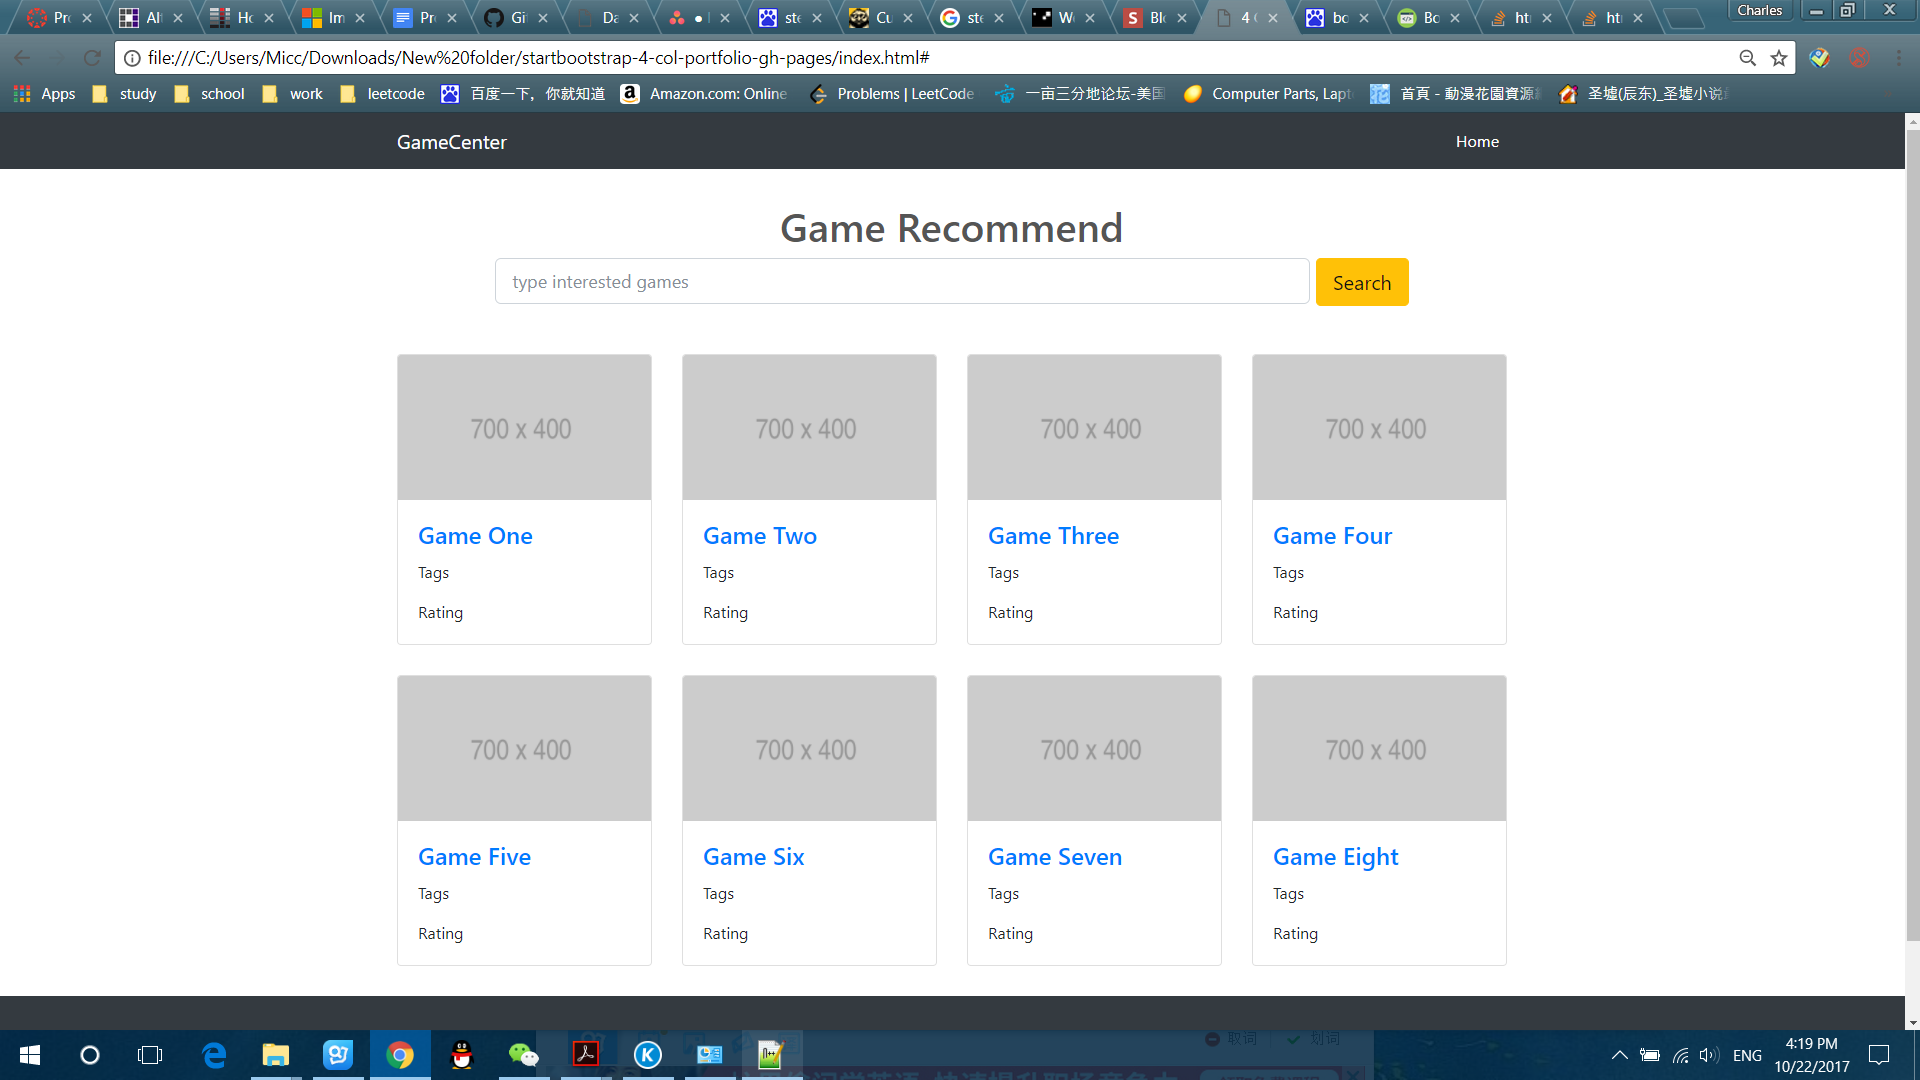 Pr Al Ho Im Pr Gi Da ste Cu ste W Blo 4 bo Bo ht ht Charles
file:///C:/Users/Micc/Downloads/New%20folder/startbootstrap-4-col-portfolio-gh-pages/index.html#
Apps study school work leetcode 百度一下，你就知道 Amazon.com: Online Problems | LeetCode 一亩三分地论坛-美国 Computer Parts, Lapt 首頁 - 動漫花園資源 圣墟(辰东)_圣墟小说
GameCenter Home
Game Recommend
type interested games Search
700 x 400 700 x 400 700 x 400 700 x 400
Game One Game Two Game Three Game Four
Tags Tags Tags Tags
Rating Rating Rating Rating
700 x 400 700 x 400 700 x 400 700 x 400
Game Five Game Six Game Seven Game Eight
Tags Tags Tags Tags
Rating Rating Rating Rating
取词 划词
ENG 4:19 PM
10/22/2017